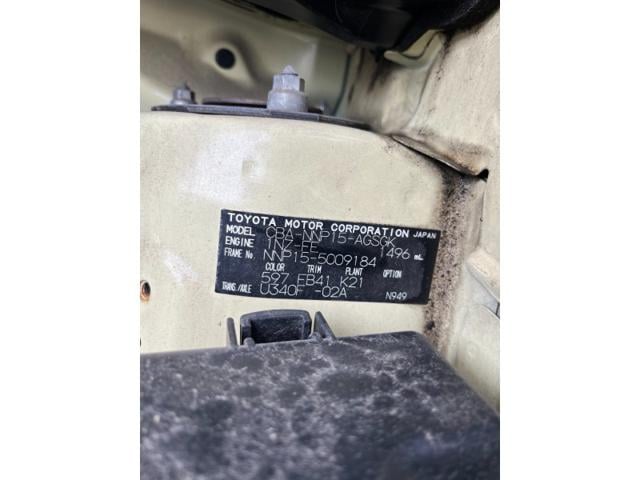 TOYOTA MOTOR CORPORATION JAPAN
MODEL CBA-NNP15-AGSGK
ENGINE 1NZ-FE 1496 mL
FRAME No. NNP15-5009184
COLOR TRIM PLANT OPTION
597 EB41 K21
TRANS./AXLE U340F -02A N949